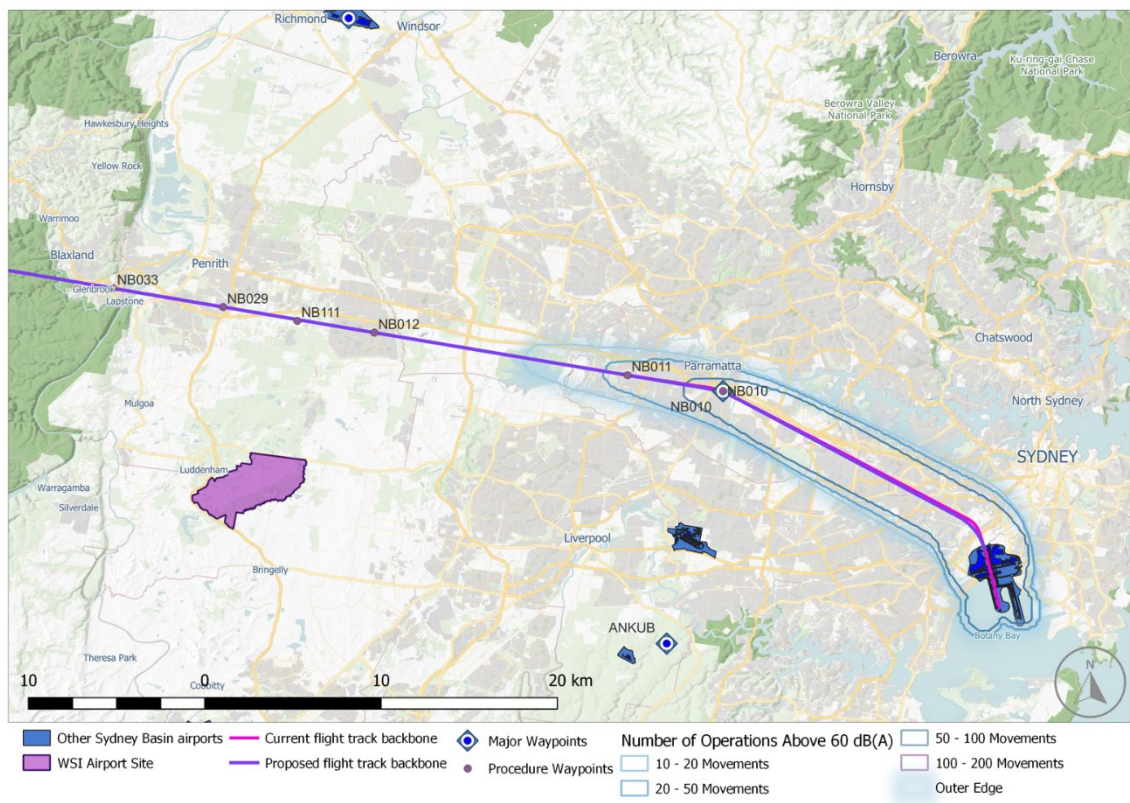 Richmond
Windsor
Berowra
Ku-ring-gai Chase
National Park
Berowra Valley
National Park
Hawkesbury Heights
Yellow Rock
Hornsby
Warrimoo
Blaxland
Penrith
NB033
Glenbrook
Lapstone
NB029
NB111
NB012
Chatswood
Parramatta
NB011
NB010
NB010
North Sydney
Mulgoa
SYDNEY
Luddenham
Warragamba
Silverdale
Liverpool
Bringelly
ANKUB
Botany Bay
Theresa Park
Cobbitty
N
10 0 10 20 km
Other Sydney Basin airports
WSI Airport Site
Current flight track backbone
Proposed flight track backbone
Major Waypoints
Procedure Waypoints
Number of Operations Above 60 dB(A)
10 - 20 Movements
20 - 50 Movements
50 - 100 Movements
100 - 200 Movements
Outer Edge